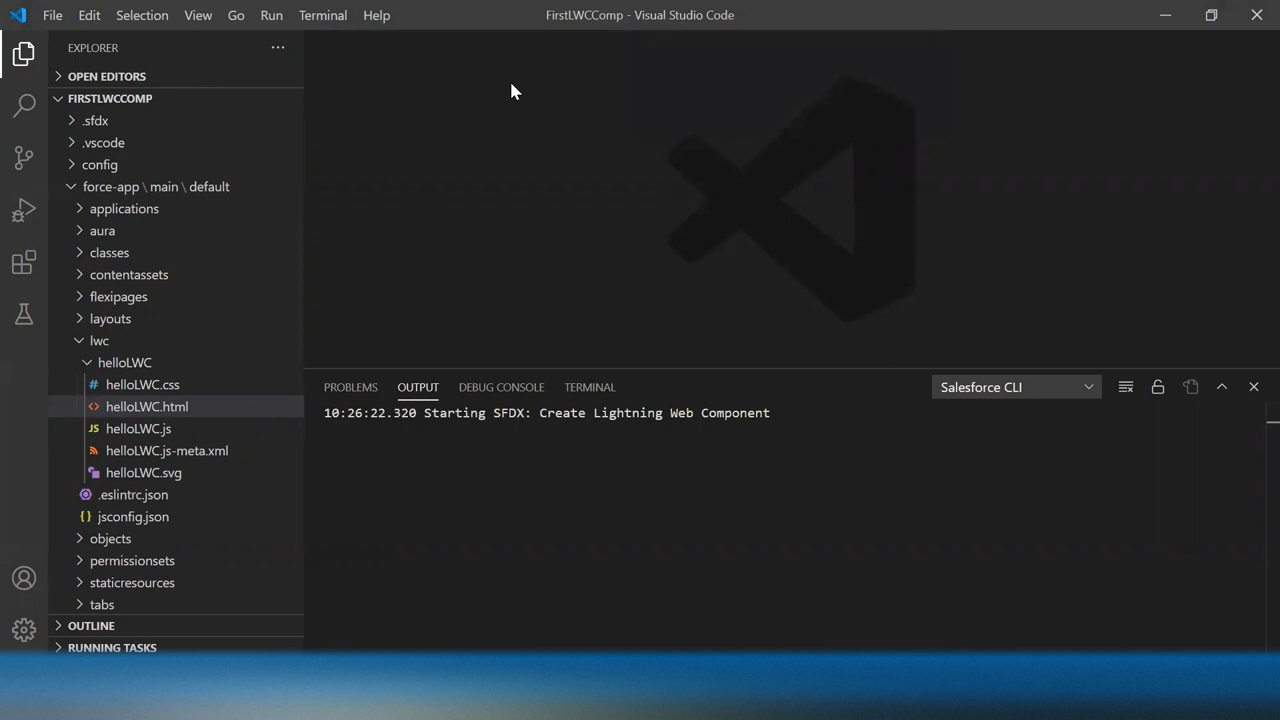 File Edit Selection View Go Run Terminal Help
FirstLWCComp - Visual Studio Code
EXPLORER
OPEN EDITORS
FIRSTLWCCOMP
.sfdx
.vscode
config
force-app \ main \ default
applications
aura
classes
contentassets
flexipages
layouts
lwc
helloLWC
# helloLWC.css
<> helloLWC.html
JS helloLWC.js
helloLWC.js-meta.xml
helloLWC.svg
.eslintrc.json
{} jsconfig.json
objects
permissionsets
staticresources
tabs
OUTLINE
RUNNING TASKS
PROBLEMS OUTPUT DEBUG CONSOLE TERMINAL
Salesforce CLI
10:26:22.320 Starting SFDX: Create Lightning Web Component